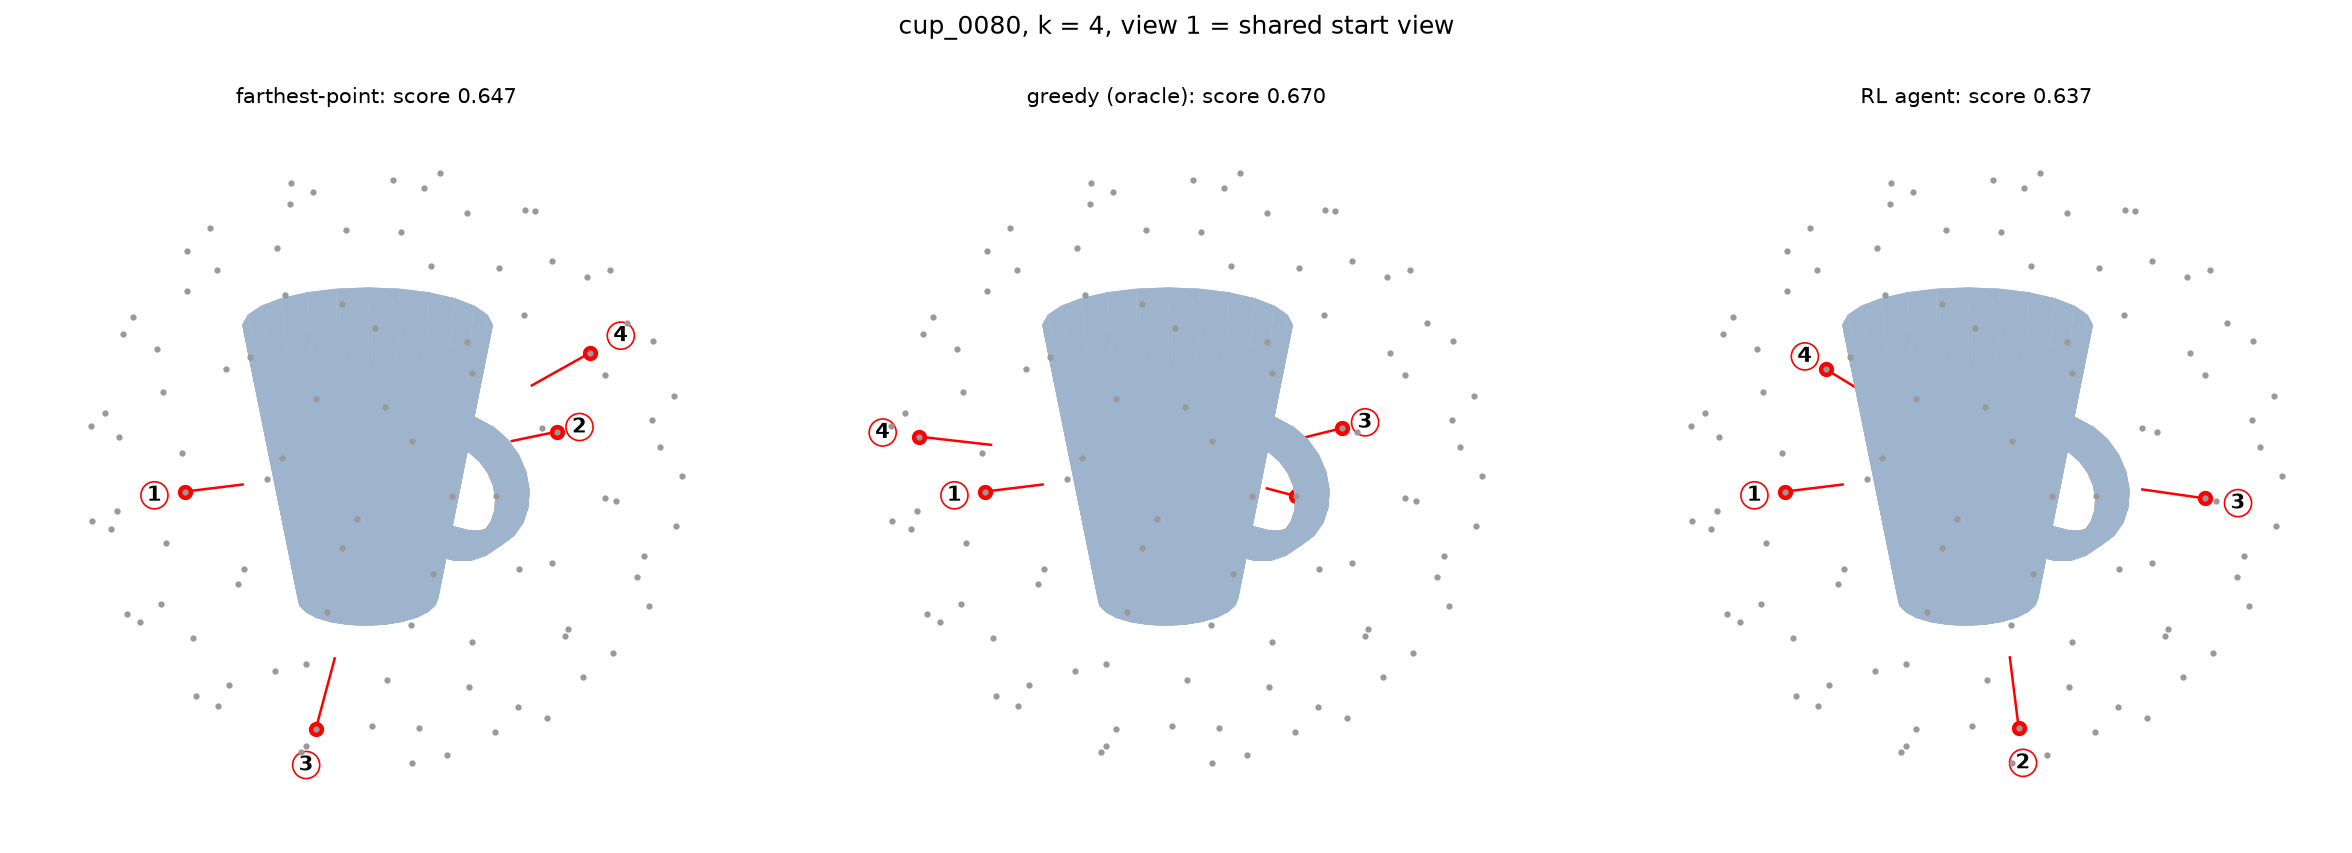 cup_0080, k = 4, view 1 = shared start view
farthest-point: score 0.647
4
2
1
3
greedy (oracle): score 0.670
3
4
1
RL agent: score 0.637
4
1
3
2